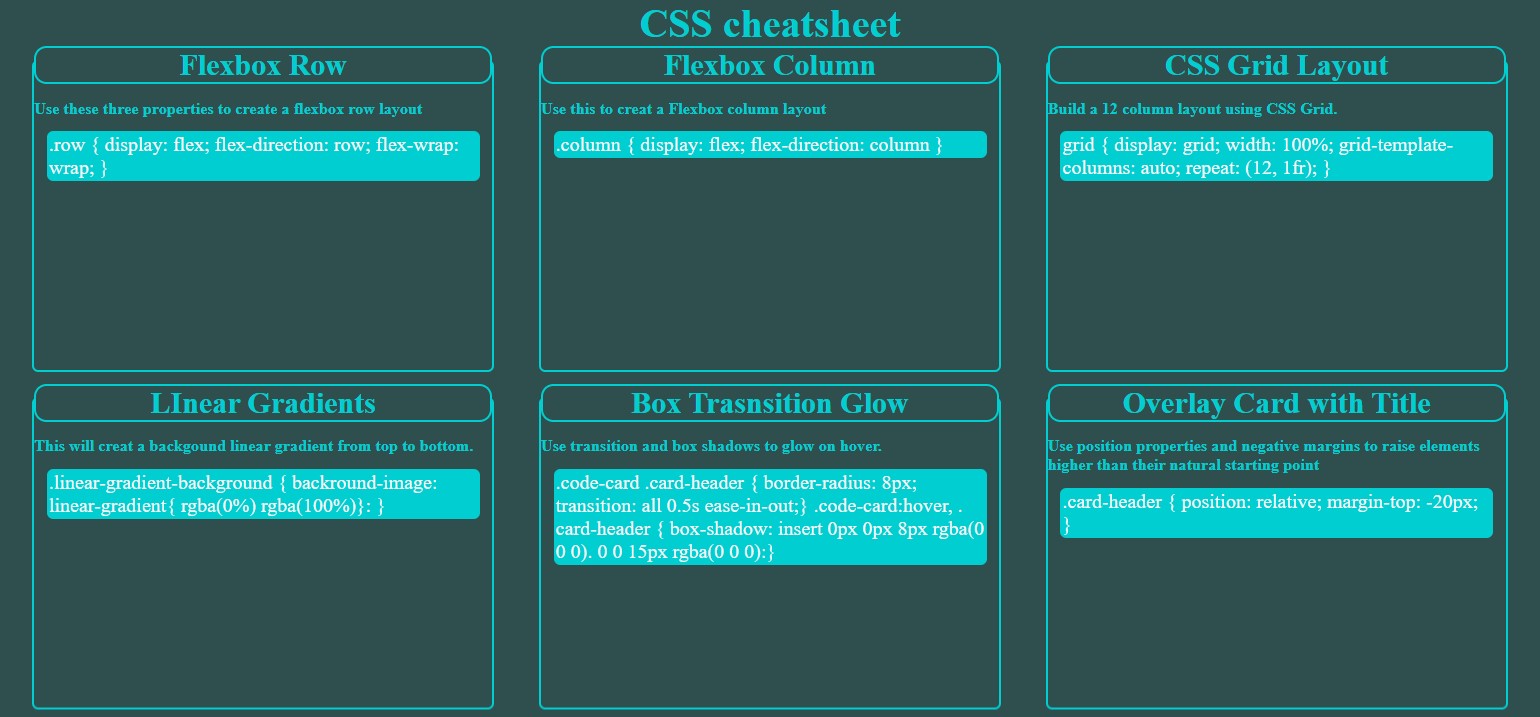 CSS cheatsheet
Flexbox Row
Use these three properties to create a flexbox row layout
.row { display: flex; flex-direction: row; flex-wrap:
wrap; }
Flexbox Column
Use this to creat a Flexbox column layout
.column { display: flex; flex-direction: column }
CSS Grid Layout
Build a 12 column layout using CSS Grid.
grid { display: grid; width: 100%; grid-template-
columns: auto; repeat: (12, 1fr); }
LInear Gradients
This will creat a backgound linear gradient from top to bottom.
.linear-gradient-background { backround-image:
linear-gradient{ rgba(0%) rgba(100%)}: }
Box Trasnsition Glow
Use transition and box shadows to glow on hover.
.code-card .card-header { border-radius: 8px;
transition: all 0.5s ease-in-out;} .code-card:hover, .
card-header { box-shadow: insert 0px 0px 8px rgba(0
0 0). 0 0 15px rgba(0 0 0):}
Overlay Card with Title
Use position properties and negative margins to raise elements
higher than their natural starting point
.card-header { position: relative; margin-top: -20px;
}